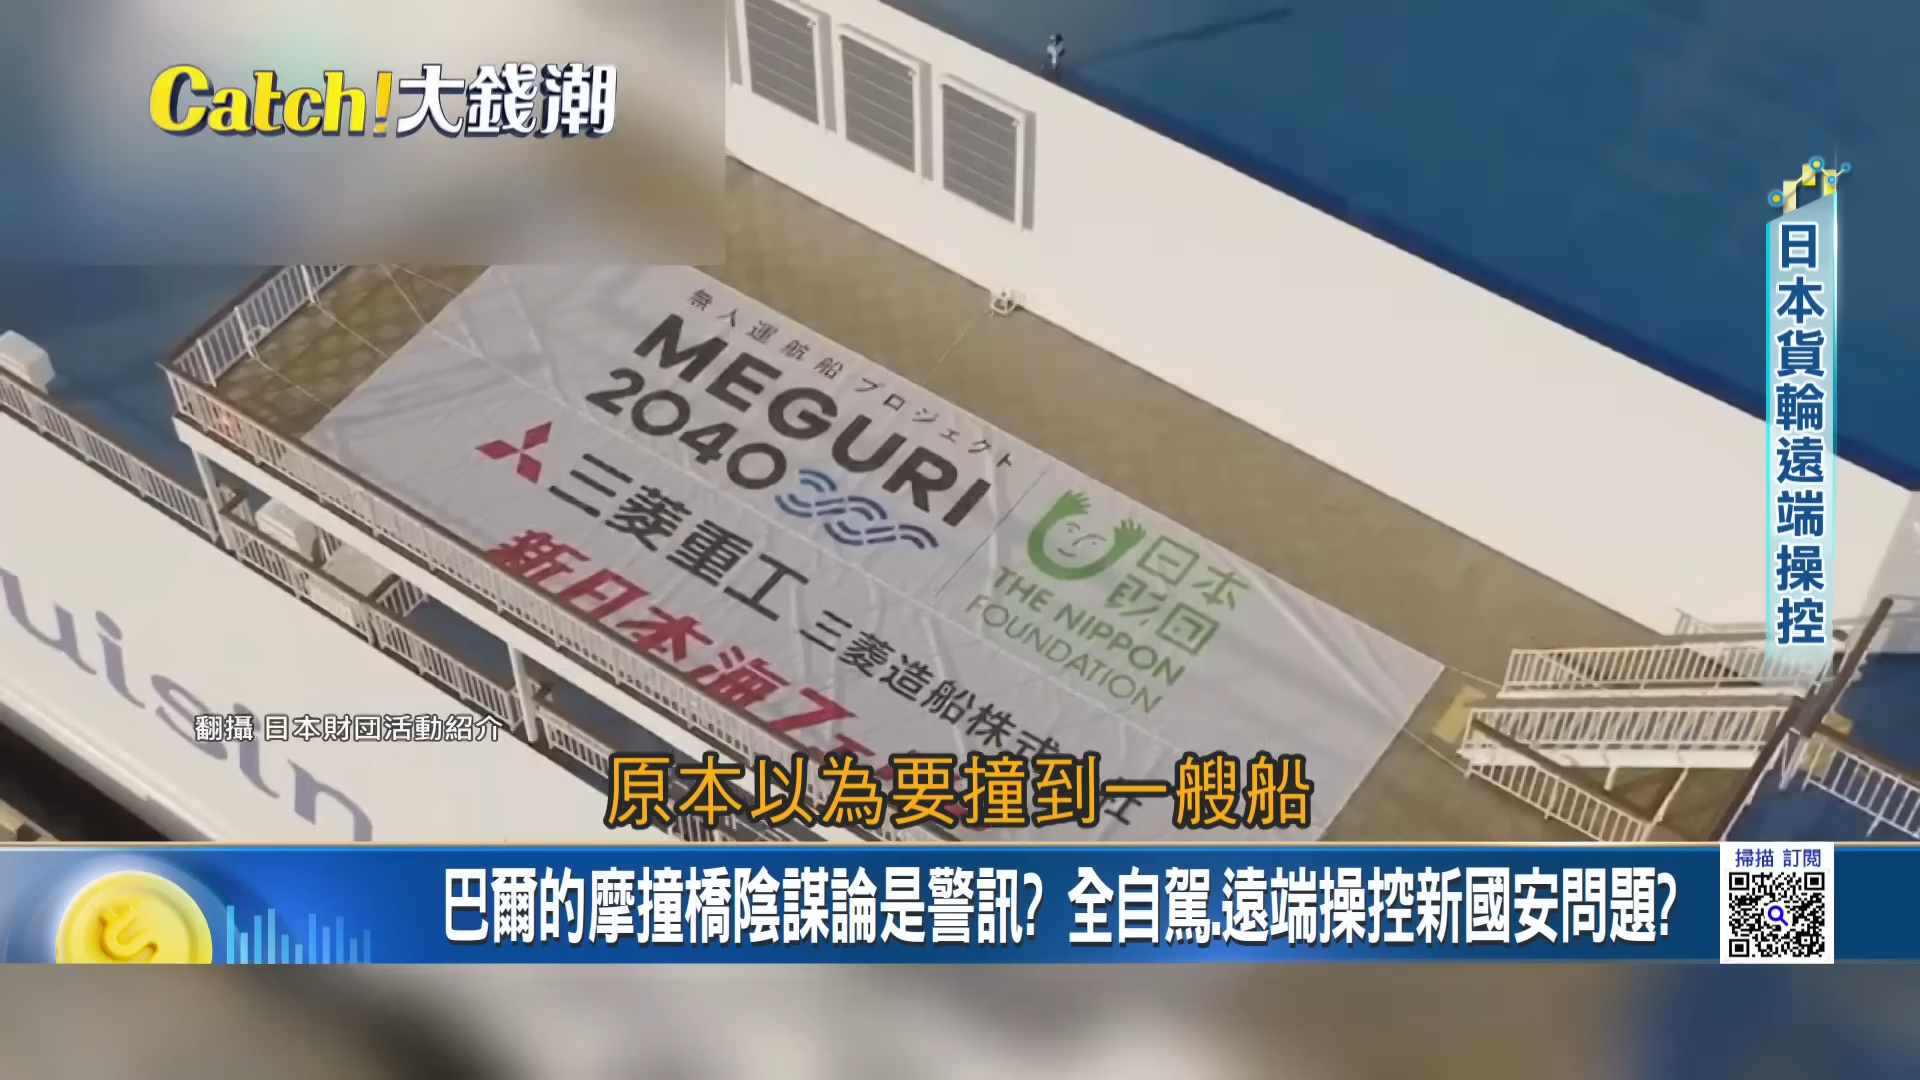 Catch!大錢潮
日本貨輪遠端操控
無人運航船プロジェクト
MEGURI
2040
三菱重工
三菱造船株式
新日本海フェ
日本
財団
THE NIPPON
FOUNDATION
uisin
翻攝 日本財団活動紹介
原本以為要撞到一艘船
掃描 訂閱
巴爾的摩撞橋陰謀論是警訊? 全自駕.遠端操控新國安問題?